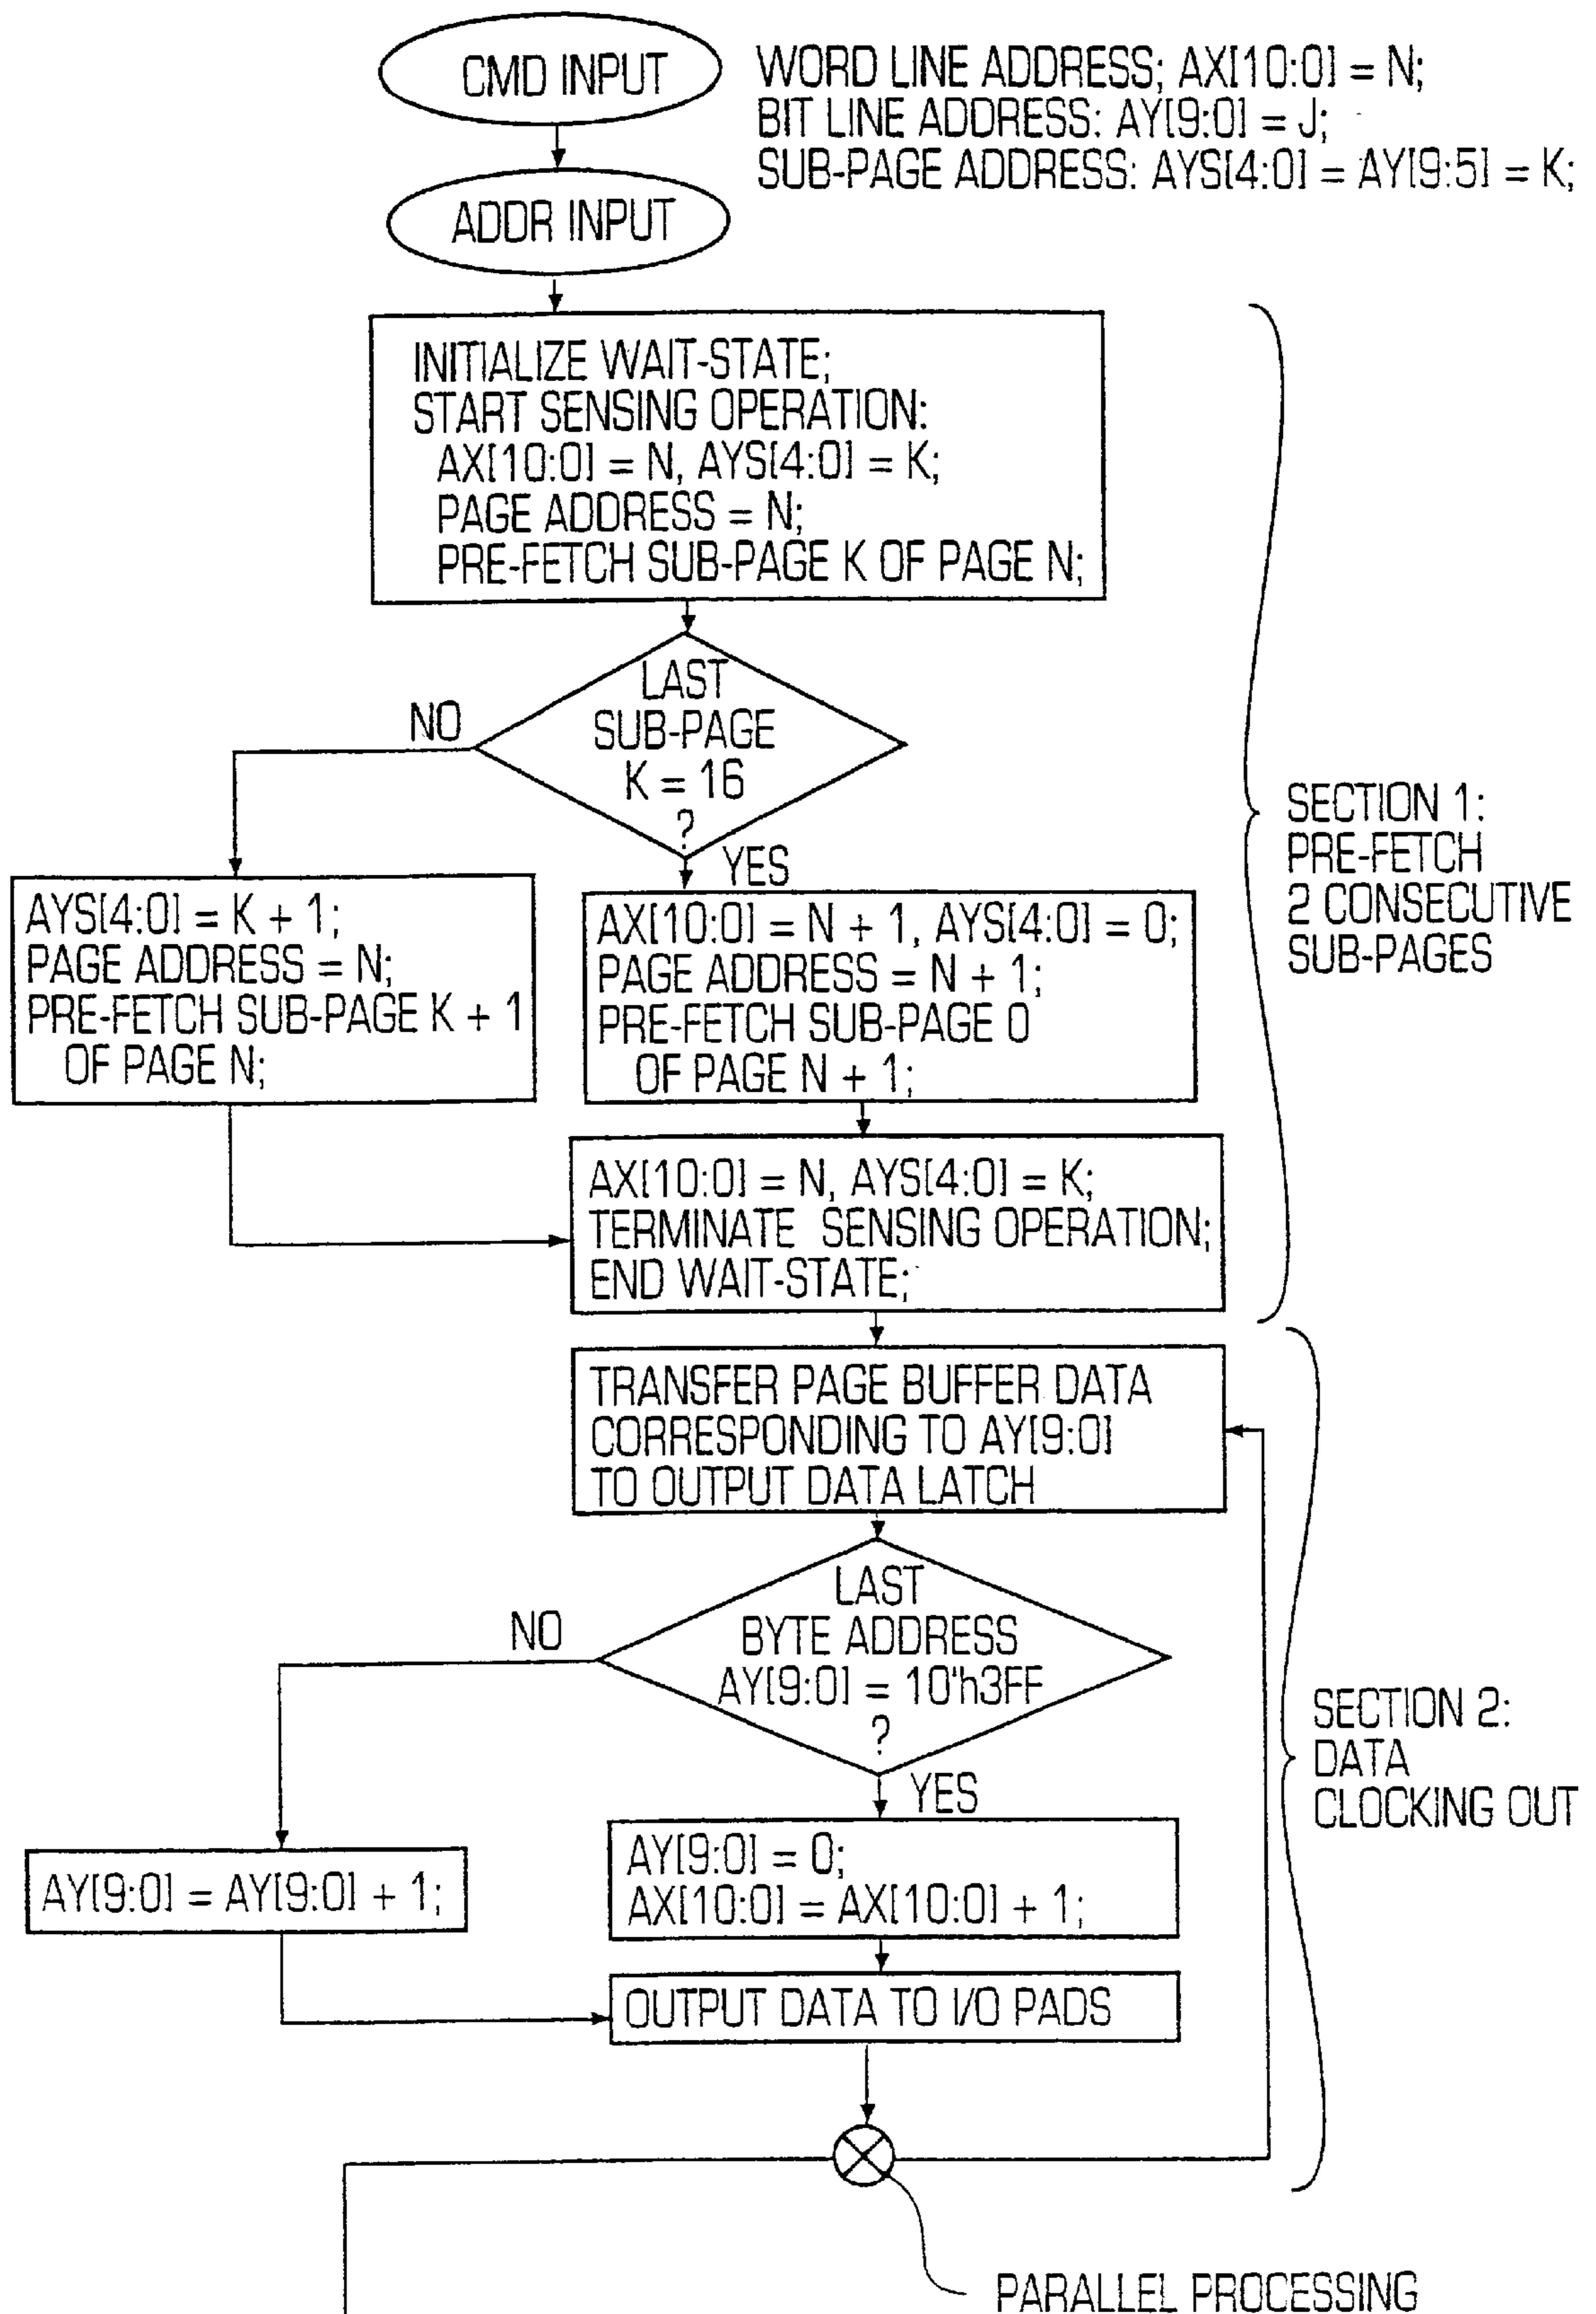 CMD INPUT
WORD LINE ADDRESS; AX[10:0] = N;
BIT LINE ADDRESS: AY[9:0] = J;
SUB-PAGE ADDRESS: AYS[4:0] = AY[9:5] = K;
ADDR INPUT
INITIALIZE WAIT-STATE;
START SENSING OPERATION:
AX[10:0] = N, AYS[4:0] = K;
PAGE ADDRESS = N;
PRE-FETCH SUB-PAGE K OF PAGE N;
LAST
SUB-PAGE
K = 16
?
NO
YES
AYS[4:0] = K + 1;
PAGE ADDRESS = N;
PRE-FETCH SUB-PAGE K + 1
OF PAGE N;
AX[10:0] = N + 1, AYS[4:0] = 0;
PAGE ADDRESS = N + 1;
PRE-FETCH SUB-PAGE 0
OF PAGE N + 1;
SECTION 1:
PRE-FETCH
2 CONSECUTIVE
SUB-PAGES
AX[10:0] = N, AYS[4:0] = K;
TERMINATE SENSING OPERATION;
END WAIT-STATE;
TRANSFER PAGE BUFFER DATA
CORRESPONDING TO AY[9:0]
TO OUTPUT DATA LATCH
LAST
BYTE ADDRESS
AY[9:0] = 10'h3FF
?
NO
YES
SECTION 2:
DATA
CLOCKING OUT
AY[9:0] = AY[9:0] + 1;
AY[9:0] = 0;
AX[10:0] = AX[10:0] + 1;
OUTPUT DATA TO I/O PADS
PARALLEL PROCESSING